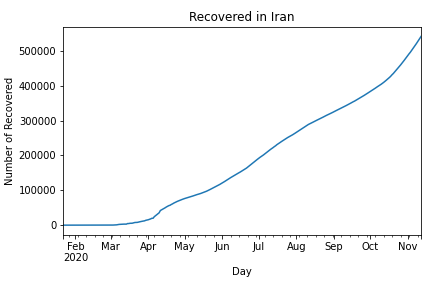 Recovered in Iran
Number of Recovered
500000
400000
300000
200000
100000
0
Feb Mar Apr May Jun Jul Aug Sep Oct Nov
2020
Day